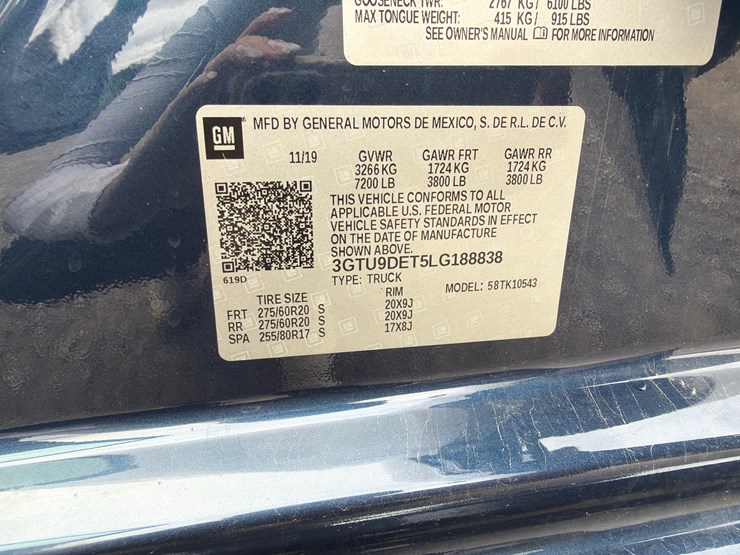 GOOSENECK TWR: 2767 KG/ 6100 LBS
MAX TONGUE WEIGHT: 415 KG/ 915 LBS
SEE OWNER'S MANUAL FOR MORE INFORMATION
GM MFD BY GENERAL MOTORS DE MEXICO, S. DE R.L. DE C.V.
11/19 GVWR GAWR FRT GAWR RR
3266 KG 1724 KG 1724 KG
7200 LB 3800 LB 3800 LB
THIS VEHICLE CONFORMS TO ALL
APPLICABLE U.S. FEDERAL MOTOR
VEHICLE SAFETY STANDARDS IN EFFECT
ON THE DATE OF MANUFACTURE
SHOWN ABOVE.
3GTU9DET5LG188838
619D
TYPE: TRUCK MODEL: 58TK10543
TIRE SIZE RIM
FRT 275/60R20 S 20X9J
RR 275/60R20 S 20X9J
SPA 255/80R17 S 17X8J